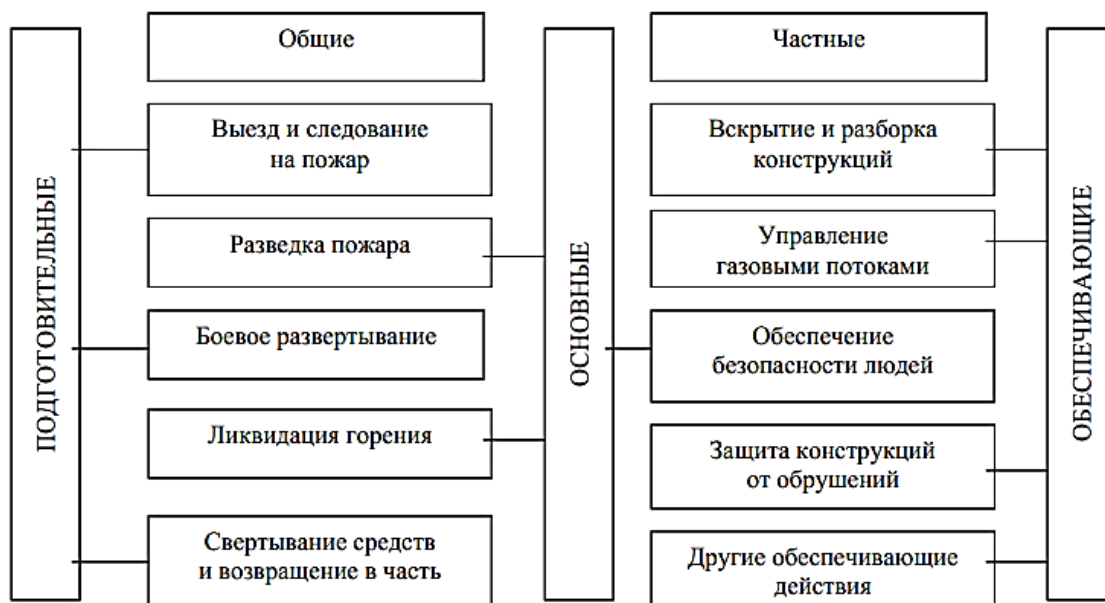 Общие
Частные
ПОДГОТОВИТЕЛЬНЫЕ
Выезд и следование
на пожар
Разведка пожара
Боевое развертывание
Ликвидация горения
Свертывание средств
и возвращение в часть
ОСНОВНЫЕ
Вскрытие и разборка
конструкций
Управление
газовыми потоками
Обеспечение
безопасности людей
Защита конструкций
от обрушений
Другие обеспечивающие
действия
ОБЕСПЕЧИВАЮЩИЕ